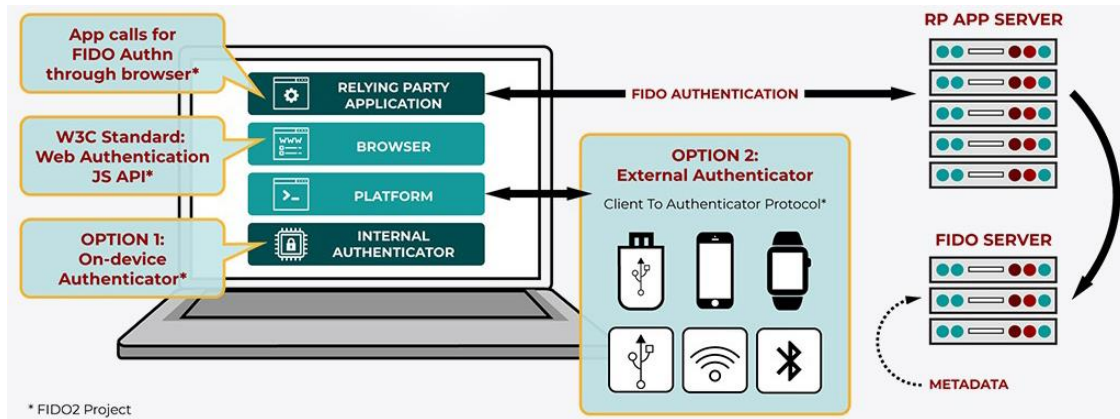 App calls for
FIDO Authn
through browser*
W3C Standard:
Web Authentication
JS API*
OPTION 1:
On-device
Authenticator*
RELYING PARTY
APPLICATION
WWW
BROWSER
PLATFORM
INTERNAL
AUTHENTICATOR
FIDO AUTHENTICATION
OPTION 2:
External Authenticator
Client To Authenticator Protocol*
RP APP SERVER
FIDO SERVER
METADATA
* FIDO2 Project